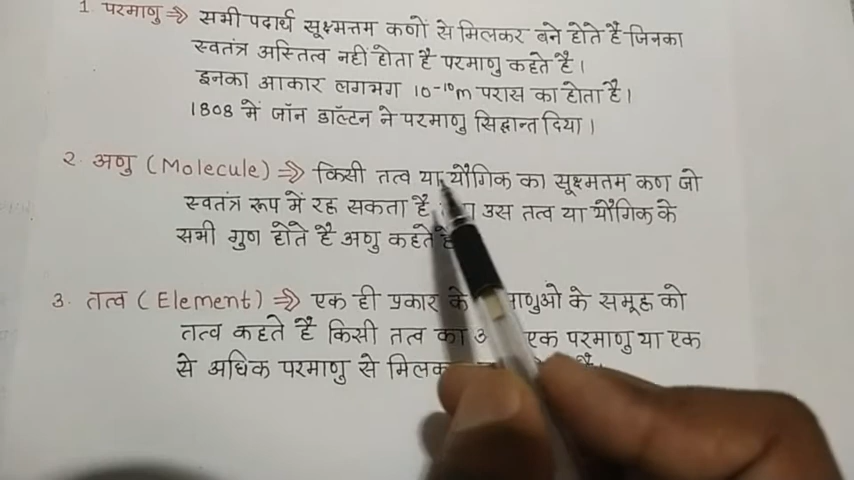 1. परमाणु ⇒ सभी पदार्थ सूक्ष्मतम कणों से मिलकर बने होते है जिनका
स्वतंत्र अस्तित्व नहीं होता है परमाणु कहते है।
इनका आकार लगभग 10⁻¹⁰m परास का होता है।
1808 में जॉन डॉल्टन ने परमाणु सिद्धान्त दिया।
2. अणु (Molecule) ⇒ किसी तत्व या यौगिक का सूक्ष्मतम कण जो
स्वतंत्र रूप में रह सकता है उस तत्व या यौगिक के
सभी गुण होते है अणु कहते है
3. तत्व (Element) ⇒ एक ही प्रकार के के समूह को
तत्व कहते है किसी तत्व का एक परमाणु या एक
से अधिक परमाणु से